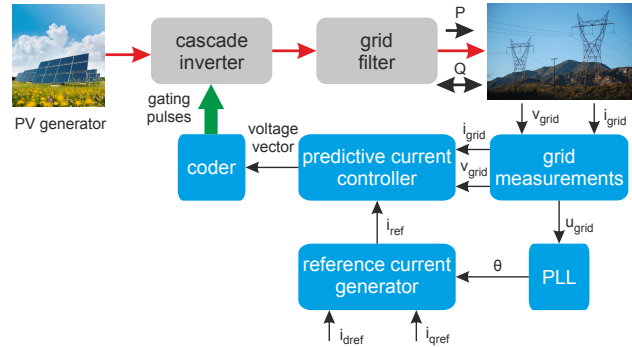 P
cascade
inverter
grid
filter
Q
PV generator
gating
pulses
v_grid
i_grid
voltage
vector
i_grid
v_grid
coder
predictive current
controller
grid
measurements
i_ref
u_grid
reference current
generator
θ
PLL
i_dref
i_qref